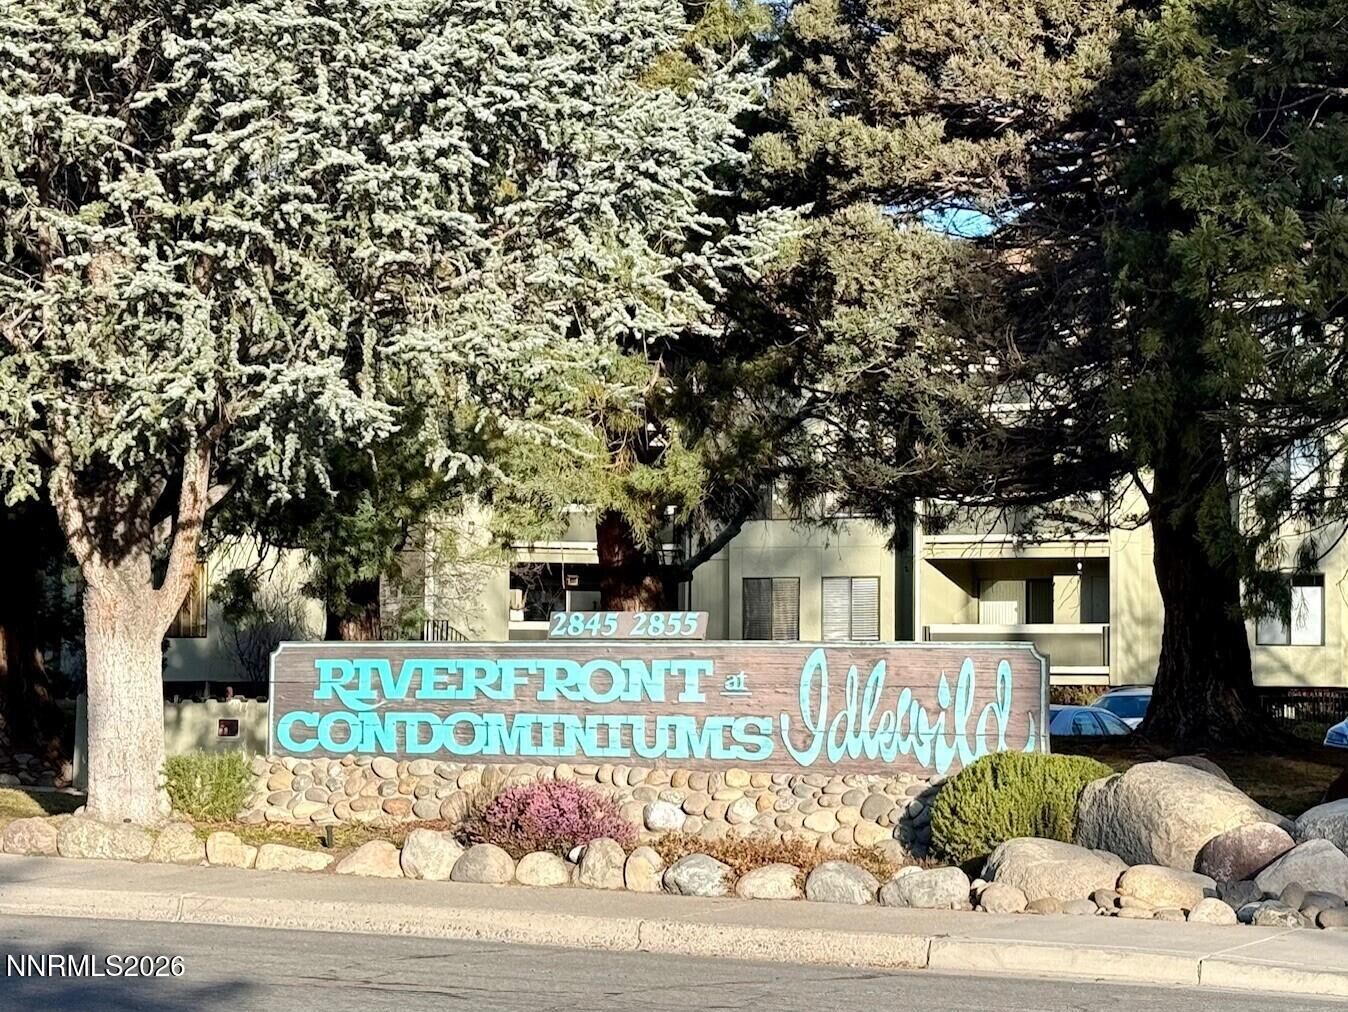 2845 2855
RIVERFRONT at Idlewild
CONDOMINIUMS
NNRMLS2026